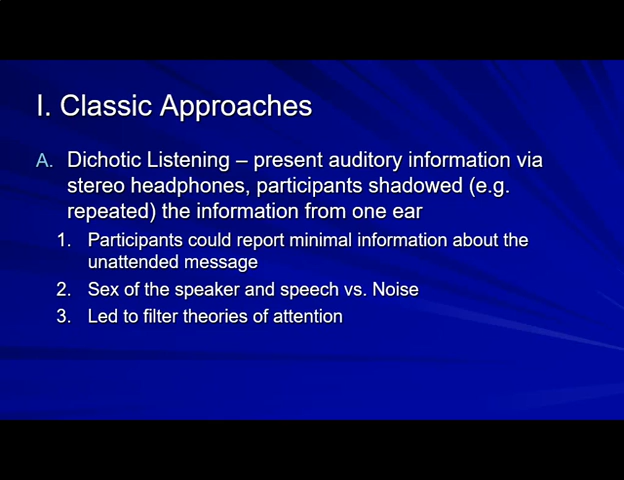 I. Classic Approaches
A. Dichotic Listening – present auditory information via
stereo headphones, participants shadowed (e.g.
repeated) the information from one ear
1. Participants could report minimal information about the
unattended message
2. Sex of the speaker and speech vs. Noise
3. Led to filter theories of attention